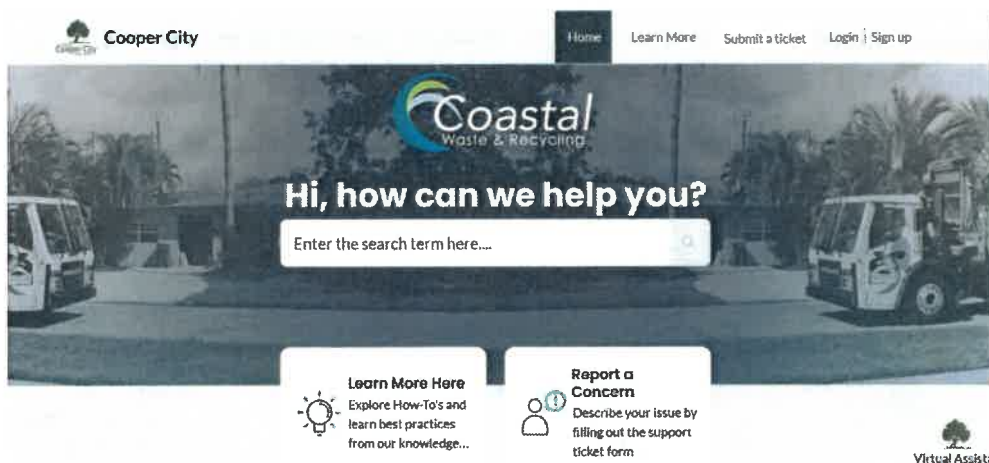 Cooper City
Home
Learn More
Submit a ticket
Login
Sign up
Coastal
Waste & Recycling
Hi, how can we help you?
Enter the search term here....
Learn More Here
Explore How-To's and
learn best practices
from our knowledge...
Report a
Concern
Describe your issue by
filling out the support
ticket form
Virtual Assista